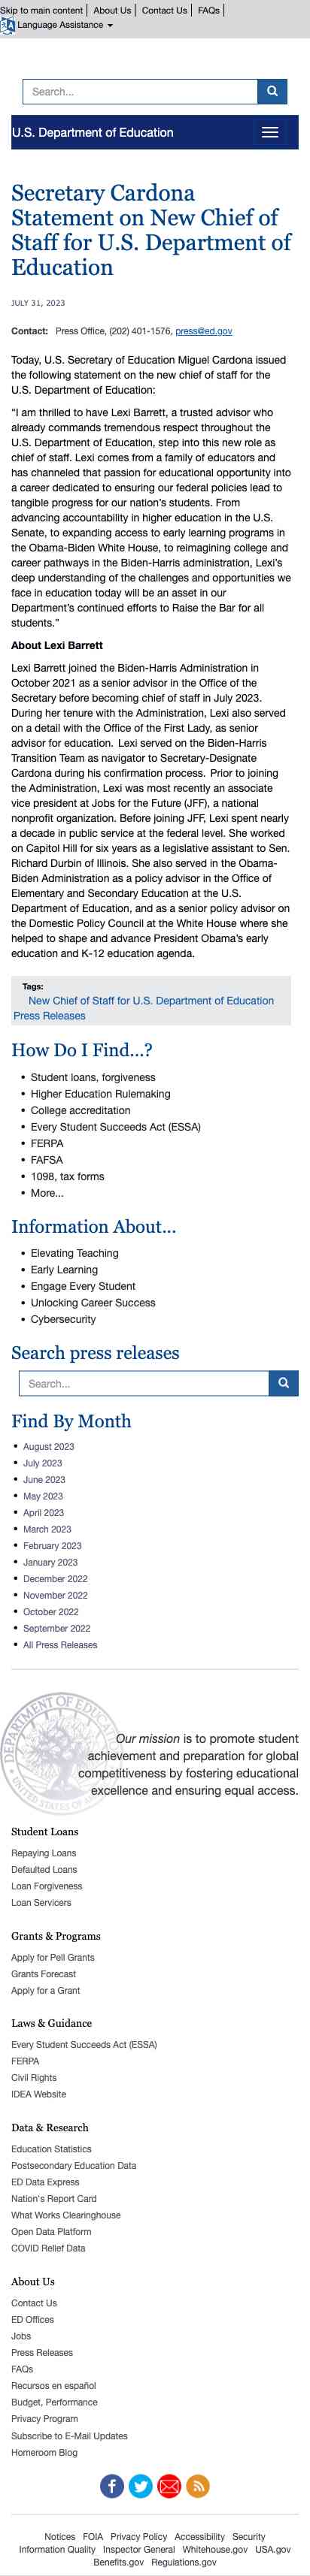 Skip to main content About Us Contact Us FAQs
Language Assistance
Search...
U.S. Department of Education
Secretary Cardona
Statement on New Chief of
Staff for U.S. Department of
Education
JULY 31, 2023
Contact: Press Office, (202) 401-1576, press@ed.gov
Today, U.S. Secretary of Education Miguel Cardona issued
the following statement on the new chief of staff for the
U.S. Department of Education:
“I am thrilled to have Lexi Barrett, a trusted advisor who
already commands tremendous respect throughout the
U.S. Department of Education, step into this new role as
chief of staff. Lexi comes from a family of educators and
has channeled that passion for educational opportunity into
a career dedicated to ensuring our federal policies lead to
tangible progress for our nation’s students. From
advancing accountability in higher education in the U.S.
Senate, to expanding access to early learning programs in
the Obama-Biden White House, to reimagining college and
career pathways in the Biden-Harris administration, Lexi’s
deep understanding of the challenges and opportunities we
face in education today will be an asset in our
Department’s continued efforts to Raise the Bar for all
students.”
About Lexi Barrett
Lexi Barrett joined the Biden-Harris Administration in
October 2021 as a senior advisor in the Office of the
Secretary before becoming chief of staff in July 2023.
During her tenure with the Administration, Lexi also served
on a detail with the Office of the First Lady, as senior
advisor for education. Lexi served on the Biden-Harris
Transition Team as navigator to Secretary-Designate
Cardona during his confirmation process. Prior to joining
the Administration, Lexi was most recently an associate
vice president at Jobs for the Future (JFF), a national
nonprofit organization. Before joining JFF, Lexi spent nearly
a decade in public service at the federal level. She worked
on Capitol Hill for six years as a legislative assistant to Sen.
Richard Durbin of Illinois. She also served in the Obama-
Biden Administration as a policy advisor in the Office of
Elementary and Secondary Education at the U.S.
Department of Education, and as a senior policy advisor on
the Domestic Policy Council at the White House where she
helped to shape and advance President Obama’s early
education and K-12 education agenda.
Tags:
New Chief of Staff for U.S. Department of Education
Press Releases
How Do I Find...?
• Student loans, forgiveness
• Higher Education Rulemaking
• College accreditation
• Every Student Succeeds Act (ESSA)
• FERPA
• FAFSA
• 1098, tax forms
• More...
Information About...
• Elevating Teaching
• Early Learning
• Engage Every Student
• Unlocking Career Success
• Cybersecurity
Search press releases
Search...
Find By Month
• August 2023
• July 2023
• June 2023
• May 2023
• April 2023
• March 2023
• February 2023
• January 2023
• December 2022
• November 2022
• October 2022
• September 2022
• All Press Releases
DEPARTMENT OF EDUCATION
UNITED STATES OF AMERICA
Our mission is to promote student
achievement and preparation for global
competitiveness by fostering educational
excellence and ensuring equal access.
Student Loans
Repaying Loans
Defaulted Loans
Loan Forgiveness
Loan Servicers
Grants & Programs
Apply for Pell Grants
Grants Forecast
Apply for a Grant
Laws & Guidance
Every Student Succeeds Act (ESSA)
FERPA
Civil Rights
IDEA Website
Data & Research
Education Statistics
Postsecondary Education Data
ED Data Express
Nation's Report Card
What Works Clearinghouse
Open Data Platform
COVID Relief Data
About Us
Contact Us
ED Offices
Jobs
Press Releases
FAQs
Recursos en español
Budget, Performance
Privacy Program
Subscribe to E-Mail Updates
Homeroom Blog
Notices FOIA Privacy Policy Accessibility Security
Information Quality Inspector General Whitehouse.gov USA.gov
Benefits.gov Regulations.gov